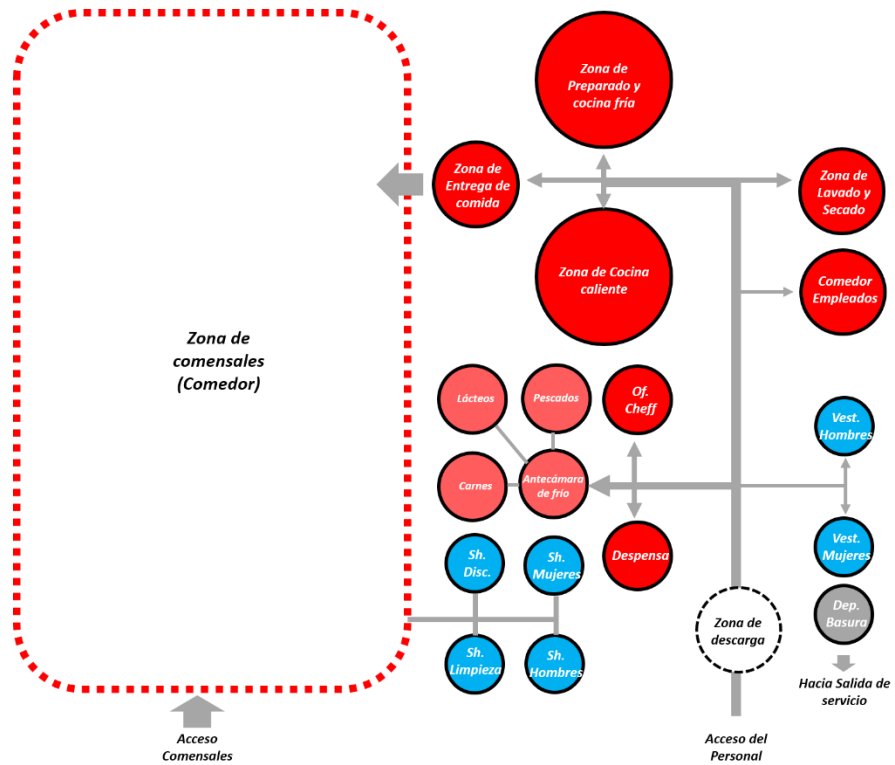 Zona de
Preparado y
cocina fría
Zona de
Entrega de
comida
Zona de
Lavado y
Secado
Zona de Cocina
caliente
Comedor
Empleados
Zona de
comensales
(Comedor)
Lácteos
Pescados
Of.
Cheff
Vest.
Hombres
Carnes
Antecámara
de frío
Sh.
Disc.
Sh.
Mujeres
Despensa
Vest.
Mujeres
Zona de
descarga
Dep.
Basura
Sh.
Limpieza
Sh.
Hombres
Hacia Salida de
servicio
Acceso
Comensales
Acceso del
Personal